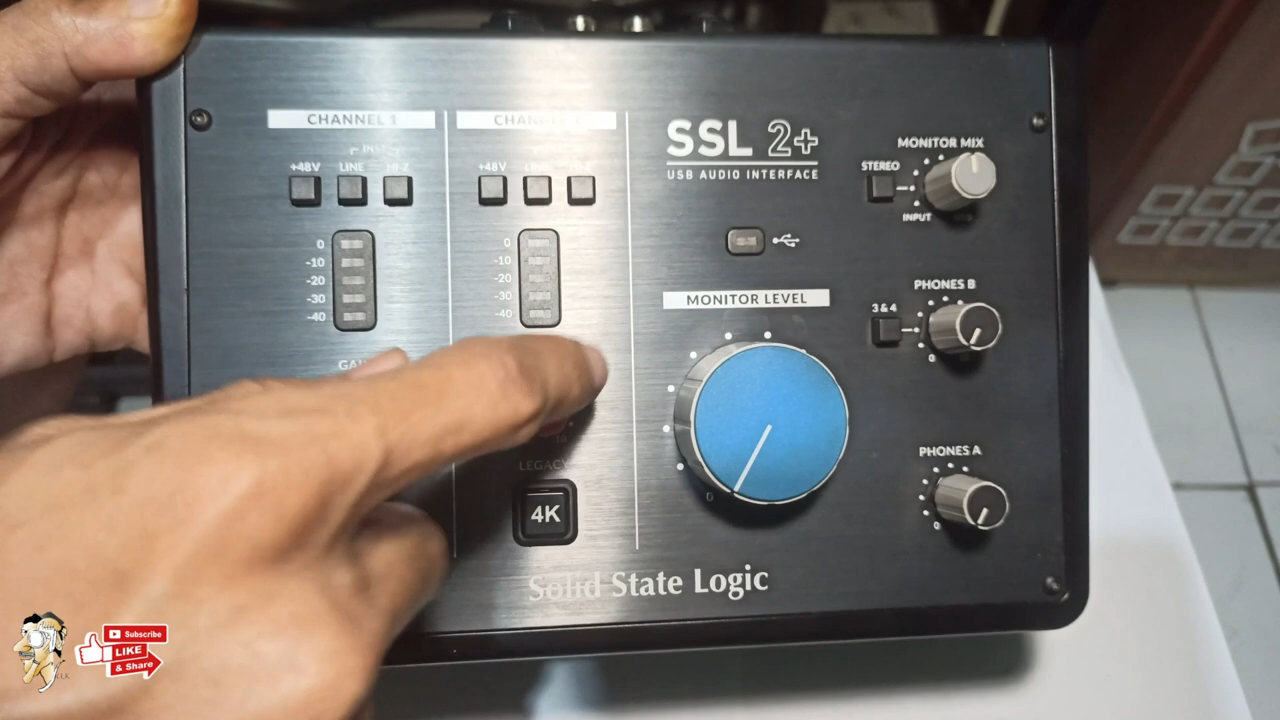 CHANNEL 1
INST
+48V LINE HI-Z
0
-10
-20
-30
-40
+48V
0
-10
-20
-30
-40
LEGACY
4K
SSL 2+
USB AUDIO INTERFACE
MONITOR LEVEL
0
MONITOR MIX
STEREO
INPUT
PHONES B
3 & 4
0
PHONES A
0
Solid State Logic
Subscribe
LIKE
& Share